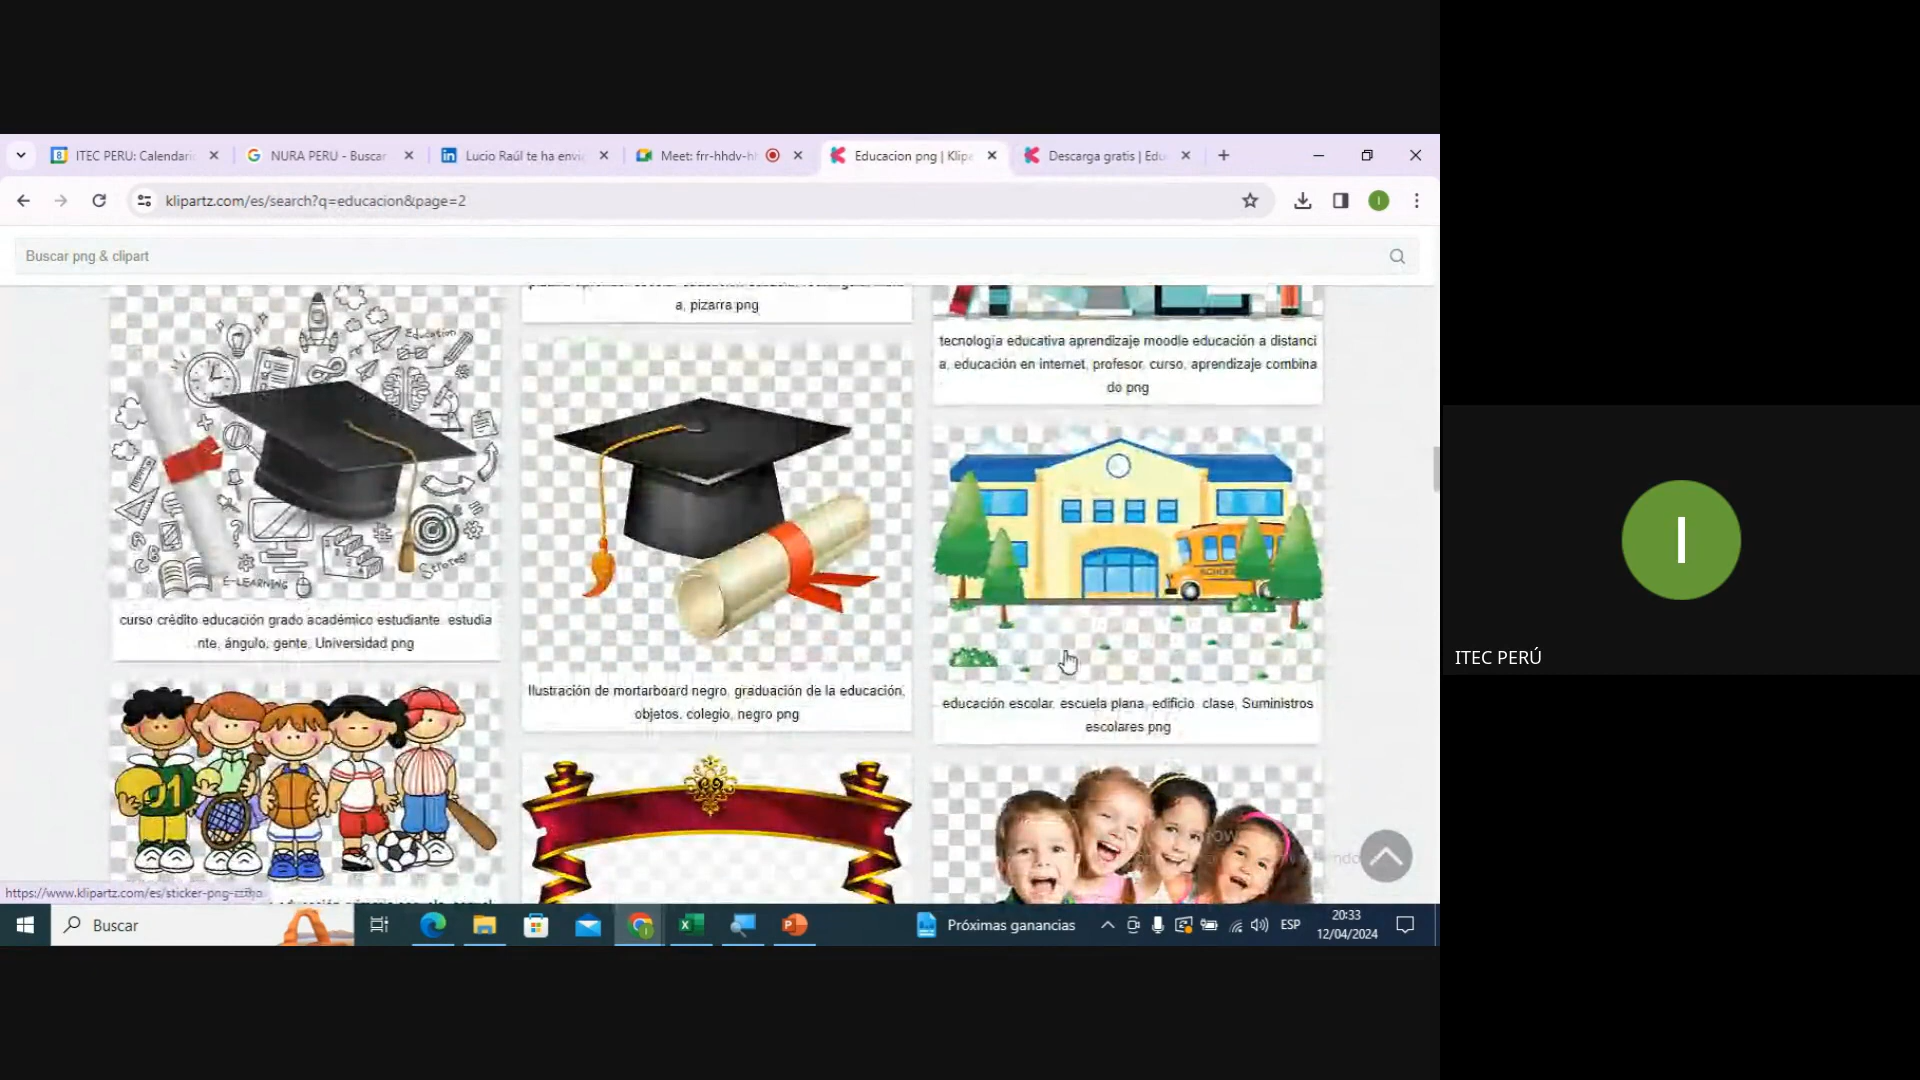 ITEC PERU: Calendari
NURA PERU - Buscar
Lucio Raúl te ha envi
Meet: frr-hhdv-h
Educacion png | Klip
Descarga gratis | Edu
klipartz.com/es/search?q=educacion&page=2
Buscar png & clipart
a, pizarra png
tecnología educativa aprendizaje moodle educación a distanci
a, educación en internet, profesor, curso, aprendizaje combina
do png
Education
E-LEARNING
SCHOOL
curso crédito educación grado académico estudiante, estudia
nte, ángulo, gente, Universidad png
Ilustración de mortarboard negro, graduación de la educación,
objetos, colegio, negro png
educación escolar, escuela plana, edificio, clase, Suministros
escolares png
01
https://www.klipartz.com/es/sticker-png-
Buscar
Próximas ganancias
ESP
20:33
12/04/2024
I
ITEC PERÚ